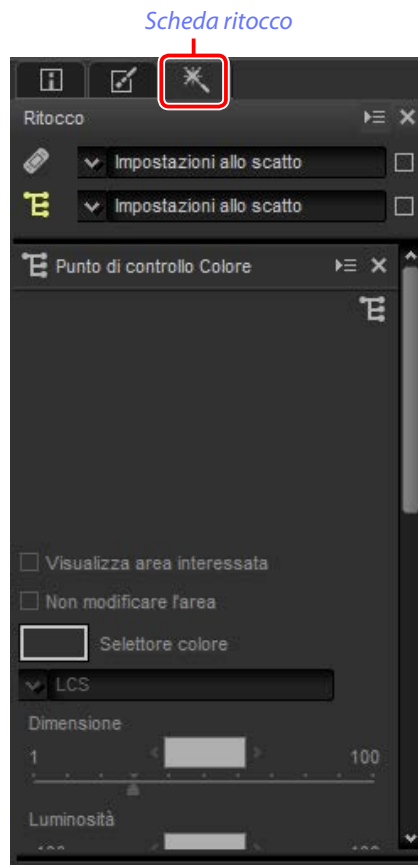 Scheda ritocco
Ritocco
Impostazioni allo scatto
Impostazioni allo scatto
Punto di controllo Colore
Visualizza area interessata
Non modificare l'area
Selettore colore
LCS
Dimensione
1 100
Luminosità